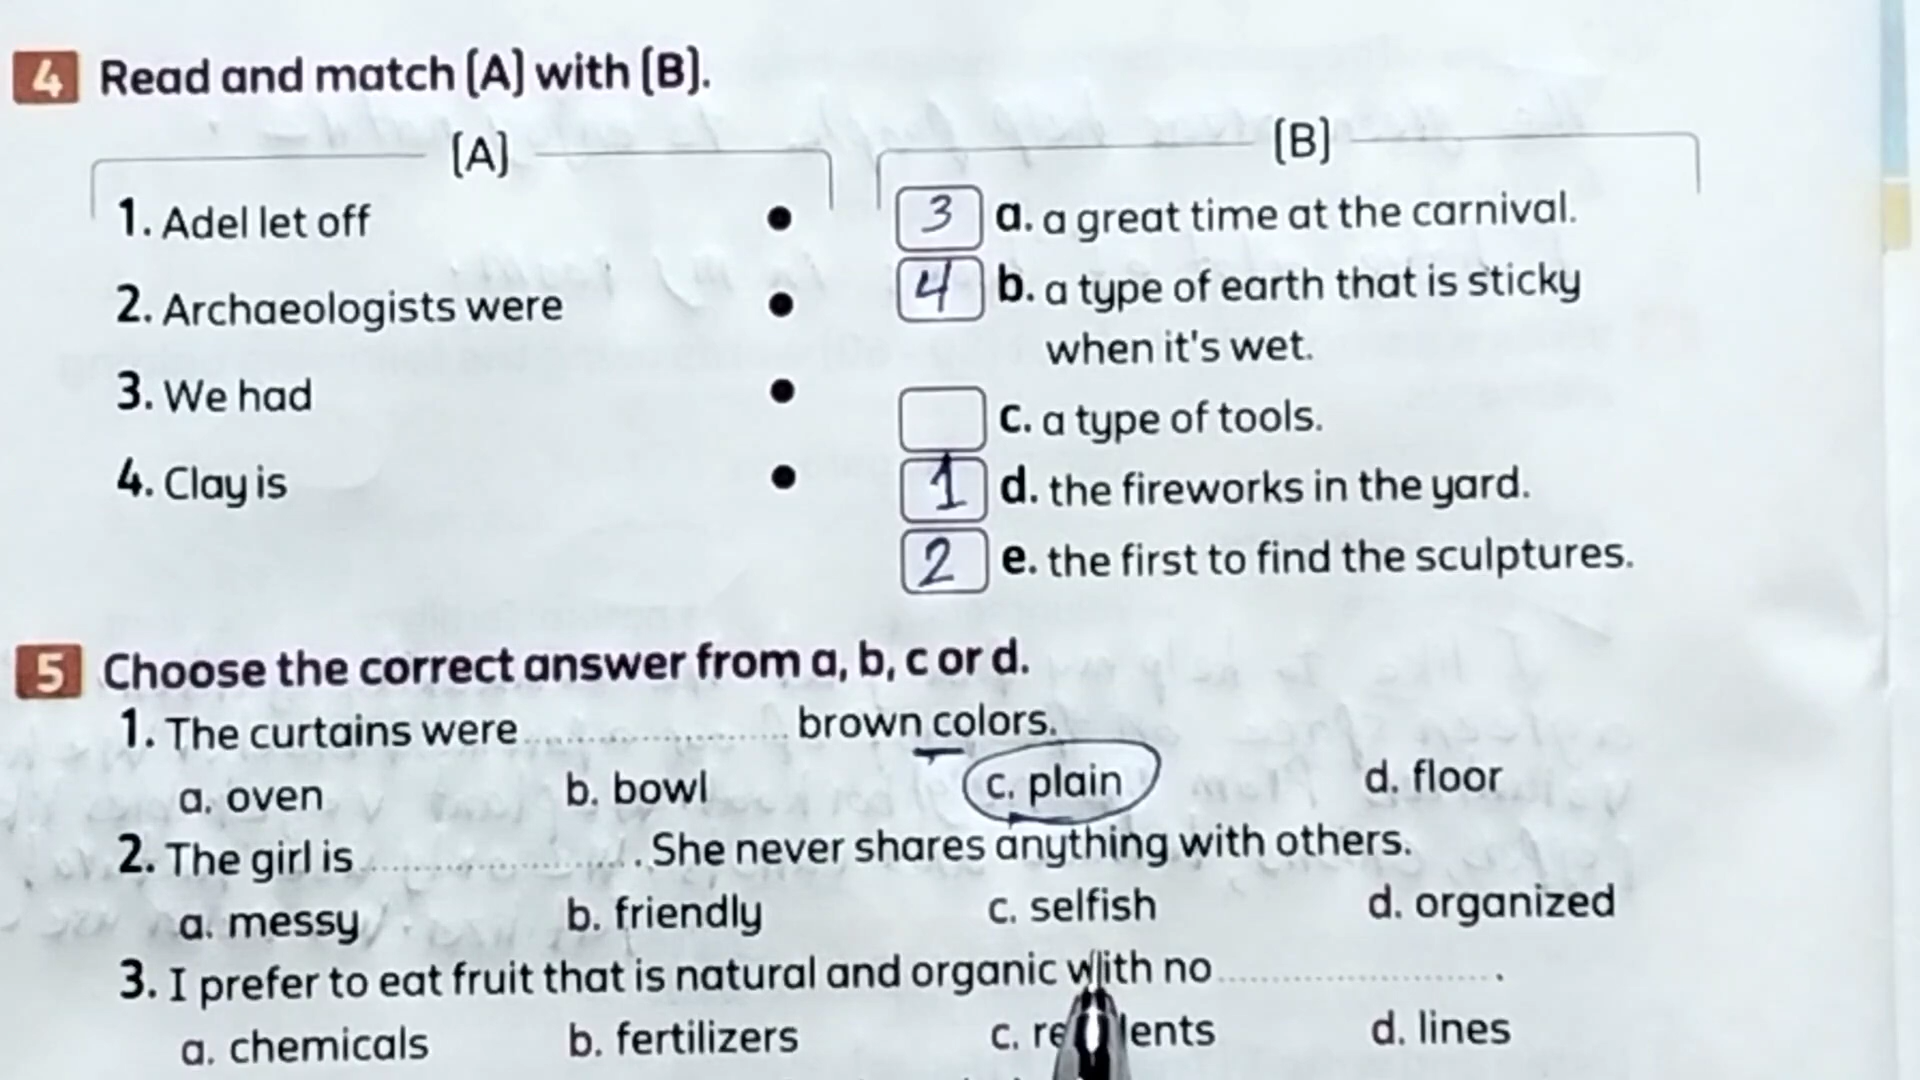 4 Read and match (A) with (B).
(A) (B)
1. Adel let off
2. Archaeologists were
3. We had
4. Clay is
3 a. a great time at the carnival.
4 b. a type of earth that is sticky
when it's wet.
c. a type of tools.
1 d. the fireworks in the yard.
2 e. the first to find the sculptures.
5 Choose the correct answer from a, b, c or d.
1. The curtains were .................... brown colors.
a. oven b. bowl c. plain d. floor
2. The girl is .................... . She never shares anything with others.
a. messy b. friendly c. selfish d. organized
3. I prefer to eat fruit that is natural and organic with no .................... .
a. chemicals b. fertilizers c. d. lines